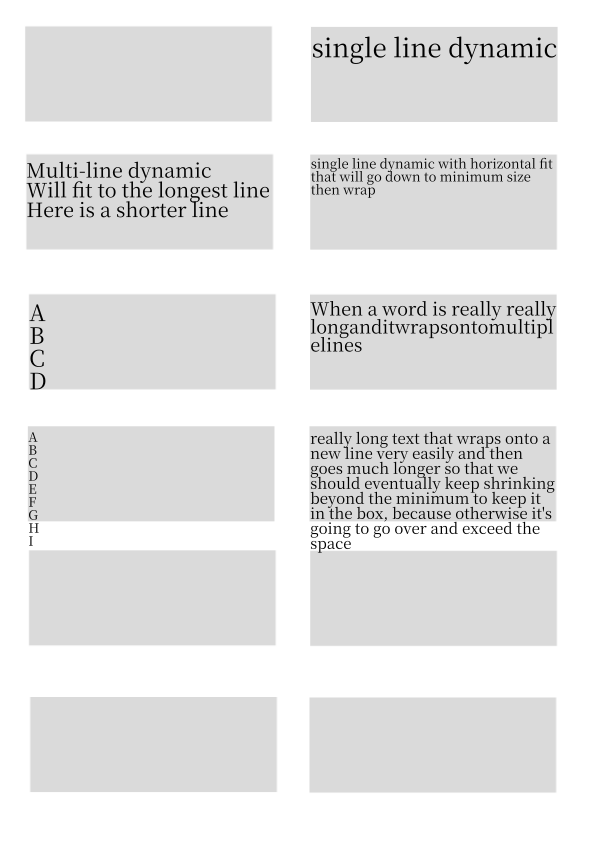 single line dynamic
Multi-line dynamic
Will fit to the longest line
Here is a shorter line
single line dynamic with horizontal fit
that will go down to minimum size
then wrap
A
B
C
D
When a word is really really
longanditwrapsontomultipl
elines
A
B
C
D
E
F
G
H
I
really long text that wraps onto a
new line very easily and then
goes much longer so that we
should eventually keep shrinking
beyond the minimum to keep it
in the box, because otherwise it's
going to go over and exceed the
space